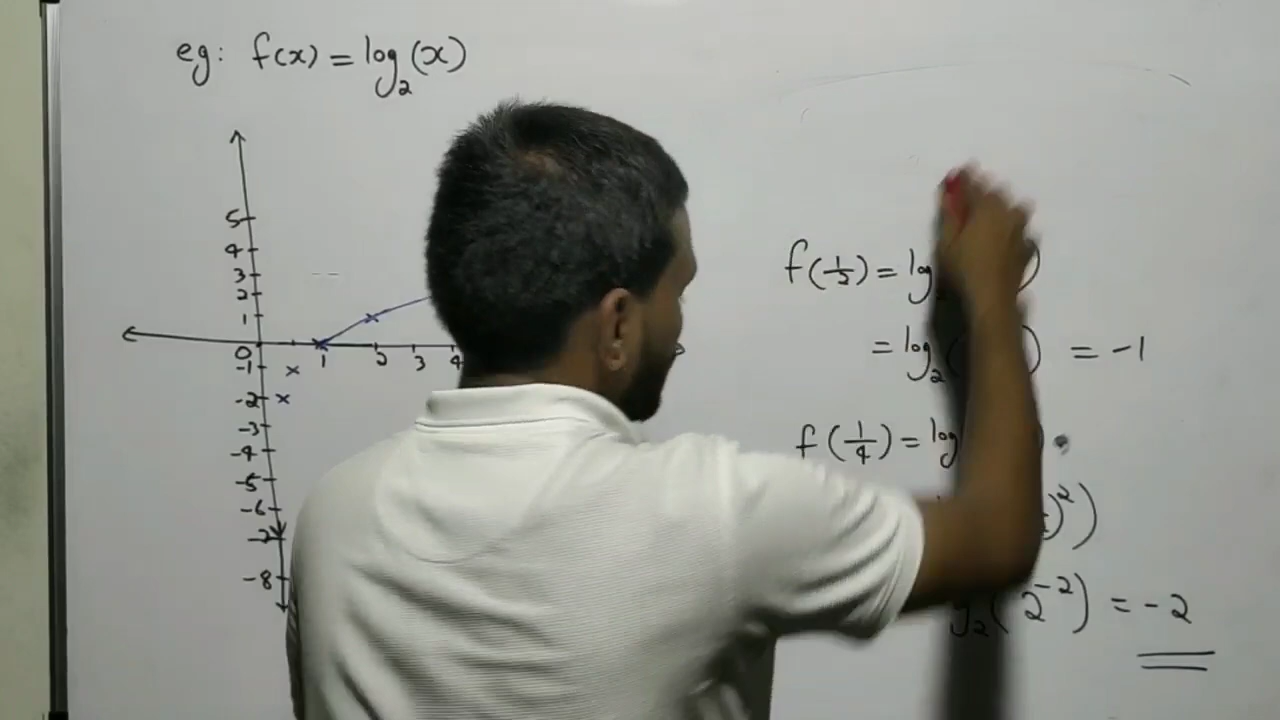 eg: f(x) = log₂(x)
5
4
3
2
1
0 1 2 3 4
-1
-2
-3
-4
-5
-6
-7
-8
f(1/2) = log )
= log₂( ) = -1
f(1/4) = log )
)²)
g₂(2⁻²) = -2